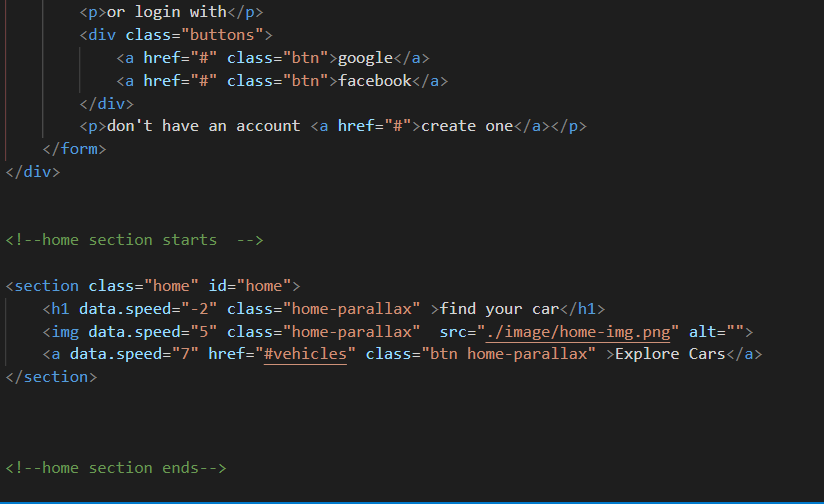 <p>or login with</p>
<div class="buttons">
<a href="#" class="btn">google</a>
<a href="#" class="btn">facebook</a>
</div>
<p>don't have an account <a href="#">create one</a></p>
</form>
</div>
<!--home section starts  -->
<section class="home" id="home">
<h1 data.speed="-2" class="home-parallax" >find your car</h1>
<img data.speed="5" class="home-parallax"  src="./image/home-img.png" alt="">
<a data.speed="7" href="#vehicles" class="btn home-parallax" >Explore Cars</a>
</section>
<!--home section ends-->